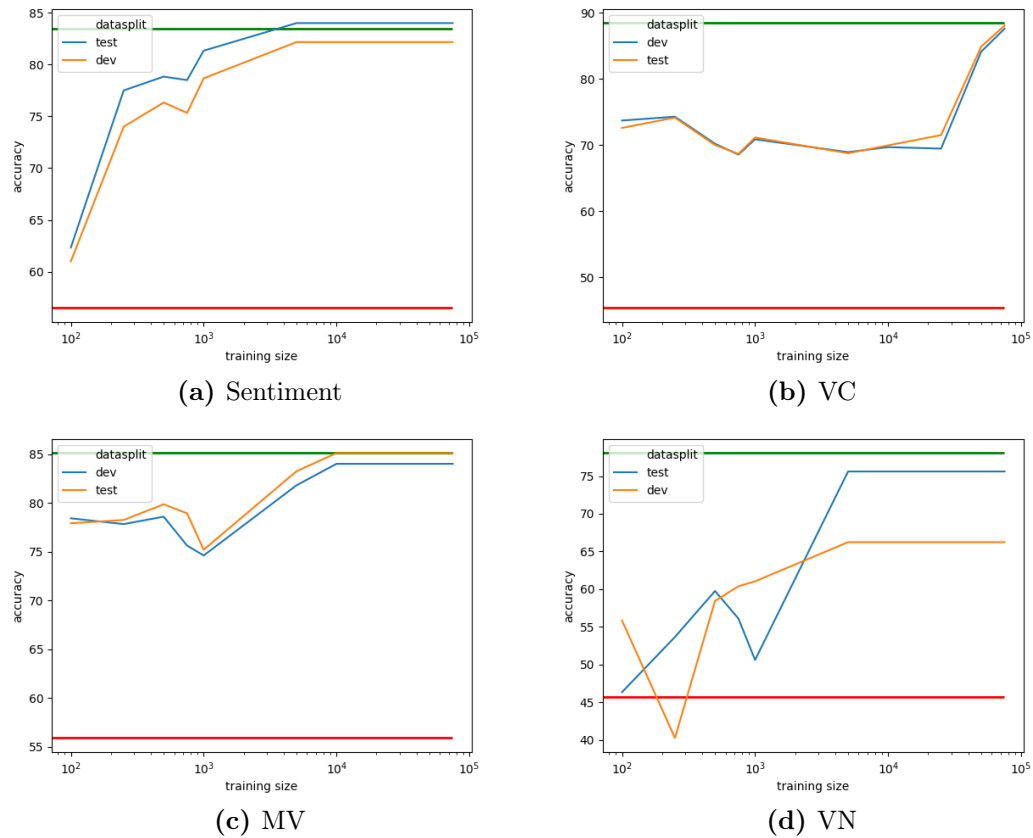 85
80
75
70
65
60
accuracy
datasplit
test
dev
10²
10³
10⁴
10⁵
training size
(a) Sentiment
90
80
70
60
50
accuracy
datasplit
dev
test
10²
10³
10⁴
10⁵
training size
(b) VC
85
80
75
70
65
60
55
accuracy
datasplit
dev
test
10²
10³
10⁴
10⁵
training size
(c) MV
75
70
65
60
55
50
45
40
accuracy
datasplit
test
dev
10²
10³
10⁴
10⁵
training size
(d) VN